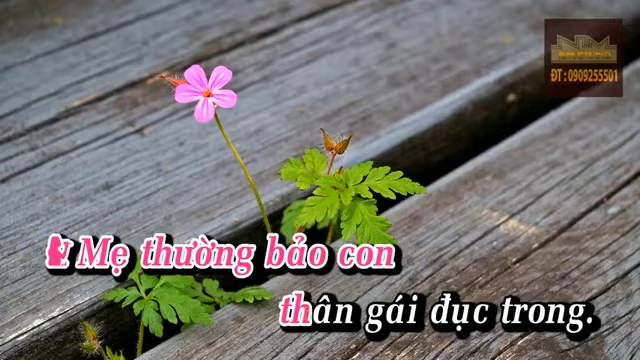 ĐT : 0909255501
Mẹ thường bảo con
thân gái đục trong.